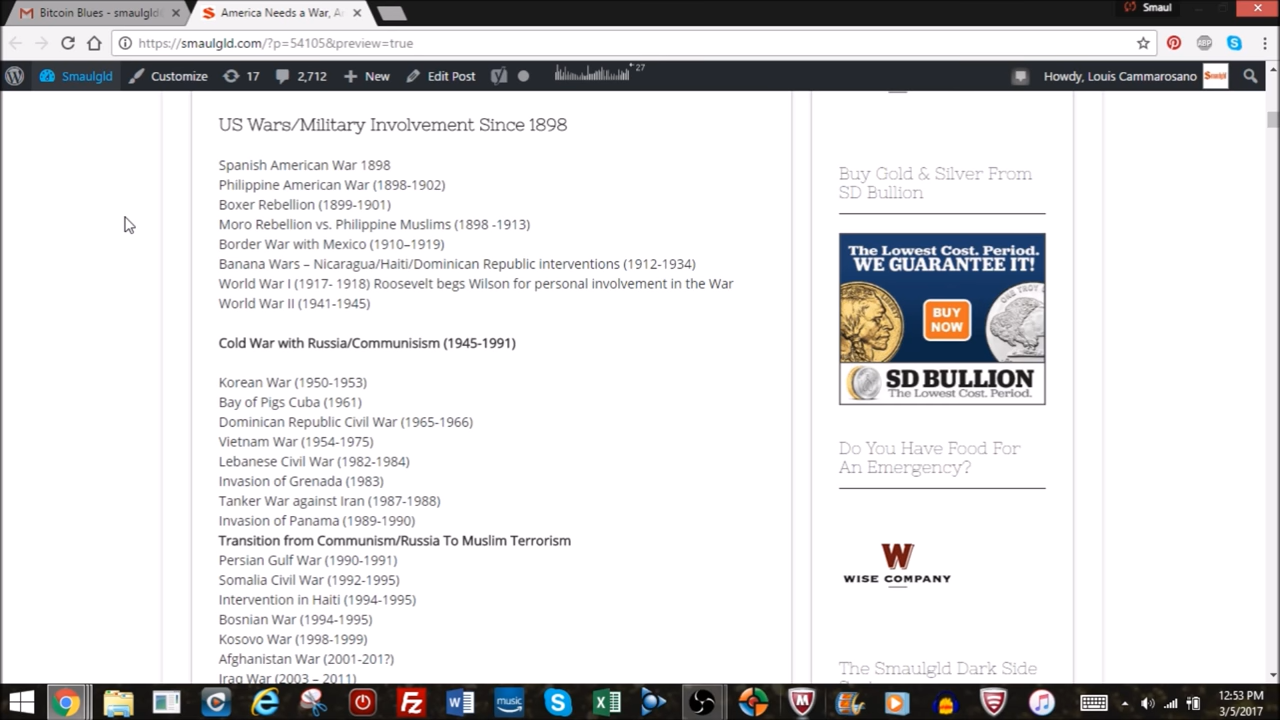 Bitcoin Blues - smaulgld
America Needs a War, A
Smaul
https://smaulgld.com/?p=54105&preview=true
ABP
Smaulgld
Customize
17
2,712
New
Edit Post
27
Howdy, Louis Cammarosano
US Wars/Military Involvement Since 1898
Spanish American War 1898
Philippine American War (1898-1902)
Boxer Rebellion (1899-1901)
Moro Rebellion vs. Philippine Muslims (1898 -1913)
Border War with Mexico (1910–1919)
Banana Wars – Nicaragua/Haiti/Dominican Republic interventions (1912-1934)
World War I (1917- 1918) Roosevelt begs Wilson for personal involvement in the War
World War II (1941-1945)
Cold War with Russia/Communisism (1945-1991)
Korean War (1950-1953)
Bay of Pigs Cuba (1961)
Dominican Republic Civil War (1965-1966)
Vietnam War (1954-1975)
Lebanese Civil War (1982-1984)
Invasion of Grenada (1983)
Tanker War against Iran (1987-1988)
Invasion of Panama (1989-1990)
Transition from Communism/Russia To Muslim Terrorism
Persian Gulf War (1990-1991)
Somalia Civil War (1992-1995)
Intervention in Haiti (1994-1995)
Bosnian War (1994-1995)
Kosovo War (1998-1999)
Afghanistan War (2001-201?)
Iraq War (2003 – 2011)
Buy Gold & Silver From
SD Bullion
The Lowest Cost. Period.
WE GUARANTEE IT!
BUY
NOW
SD BULLION
The Lowest Cost. Period.
Do You Have Food For
An Emergency?
W
WISE COMPANY
The Smaulgld Dark Side
music
12:53 PM
3/5/2017